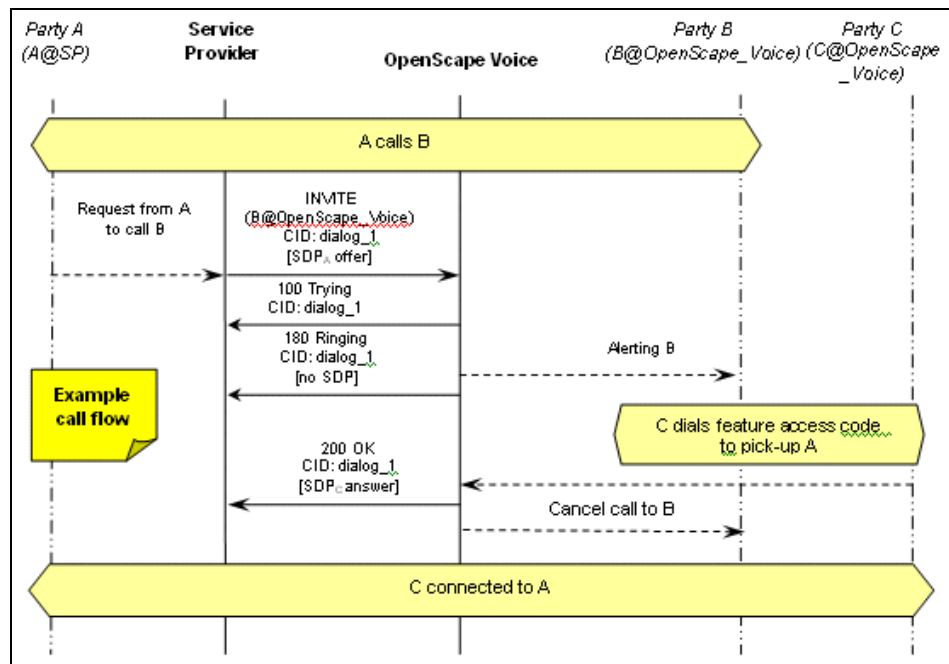 Party A
(A@SP)
Service
Provider
OpenScape Voice
Party B
(B@OpenScape_Voice)
Party C
(C@OpenScape
_Voice)
A calls B
Request from A
to call B
INVITE
(B@OpenScape_Voice)
CID: dialog_1
[SDPA offer]
100 Trying
CID: dialog_1
180 Ringing
CID: dialog_1
[no SDP]
Alerting B
Example
call flow
C dials feature access code
to pick-up A
200 OK
CID: dialog_1
[SDPC answer]
Cancel call to B
C connected to A